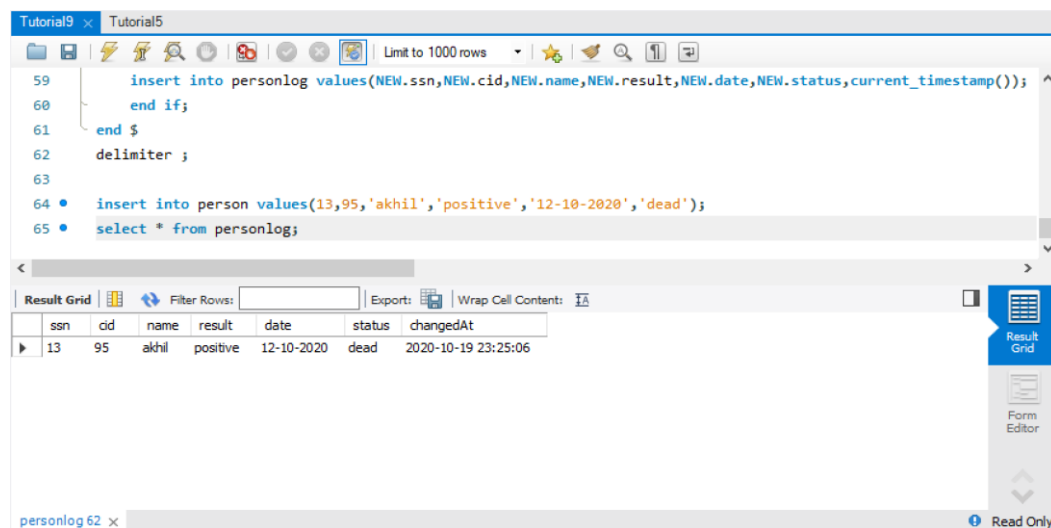 Tutorial9 × Tutorial5
Limit to 1000 rows
59 insert into personlog values(NEW.ssn,NEW.cid,NEW.name,NEW.result,NEW.date,NEW.status,current_timestamp());
60 end if;
61 end $
62 delimiter ;
63
64 insert into person values(13,95,'akhil','positive','12-10-2020','dead');
65 select * from personlog;
Result Grid Filter Rows: Export: Wrap Cell Content: IA
ssn cid name result date status changedAt
13 95 akhil positive 12-10-2020 dead 2020-10-19 23:25:06
Result
Grid
Form
Editor
personlog 62 × Read Only